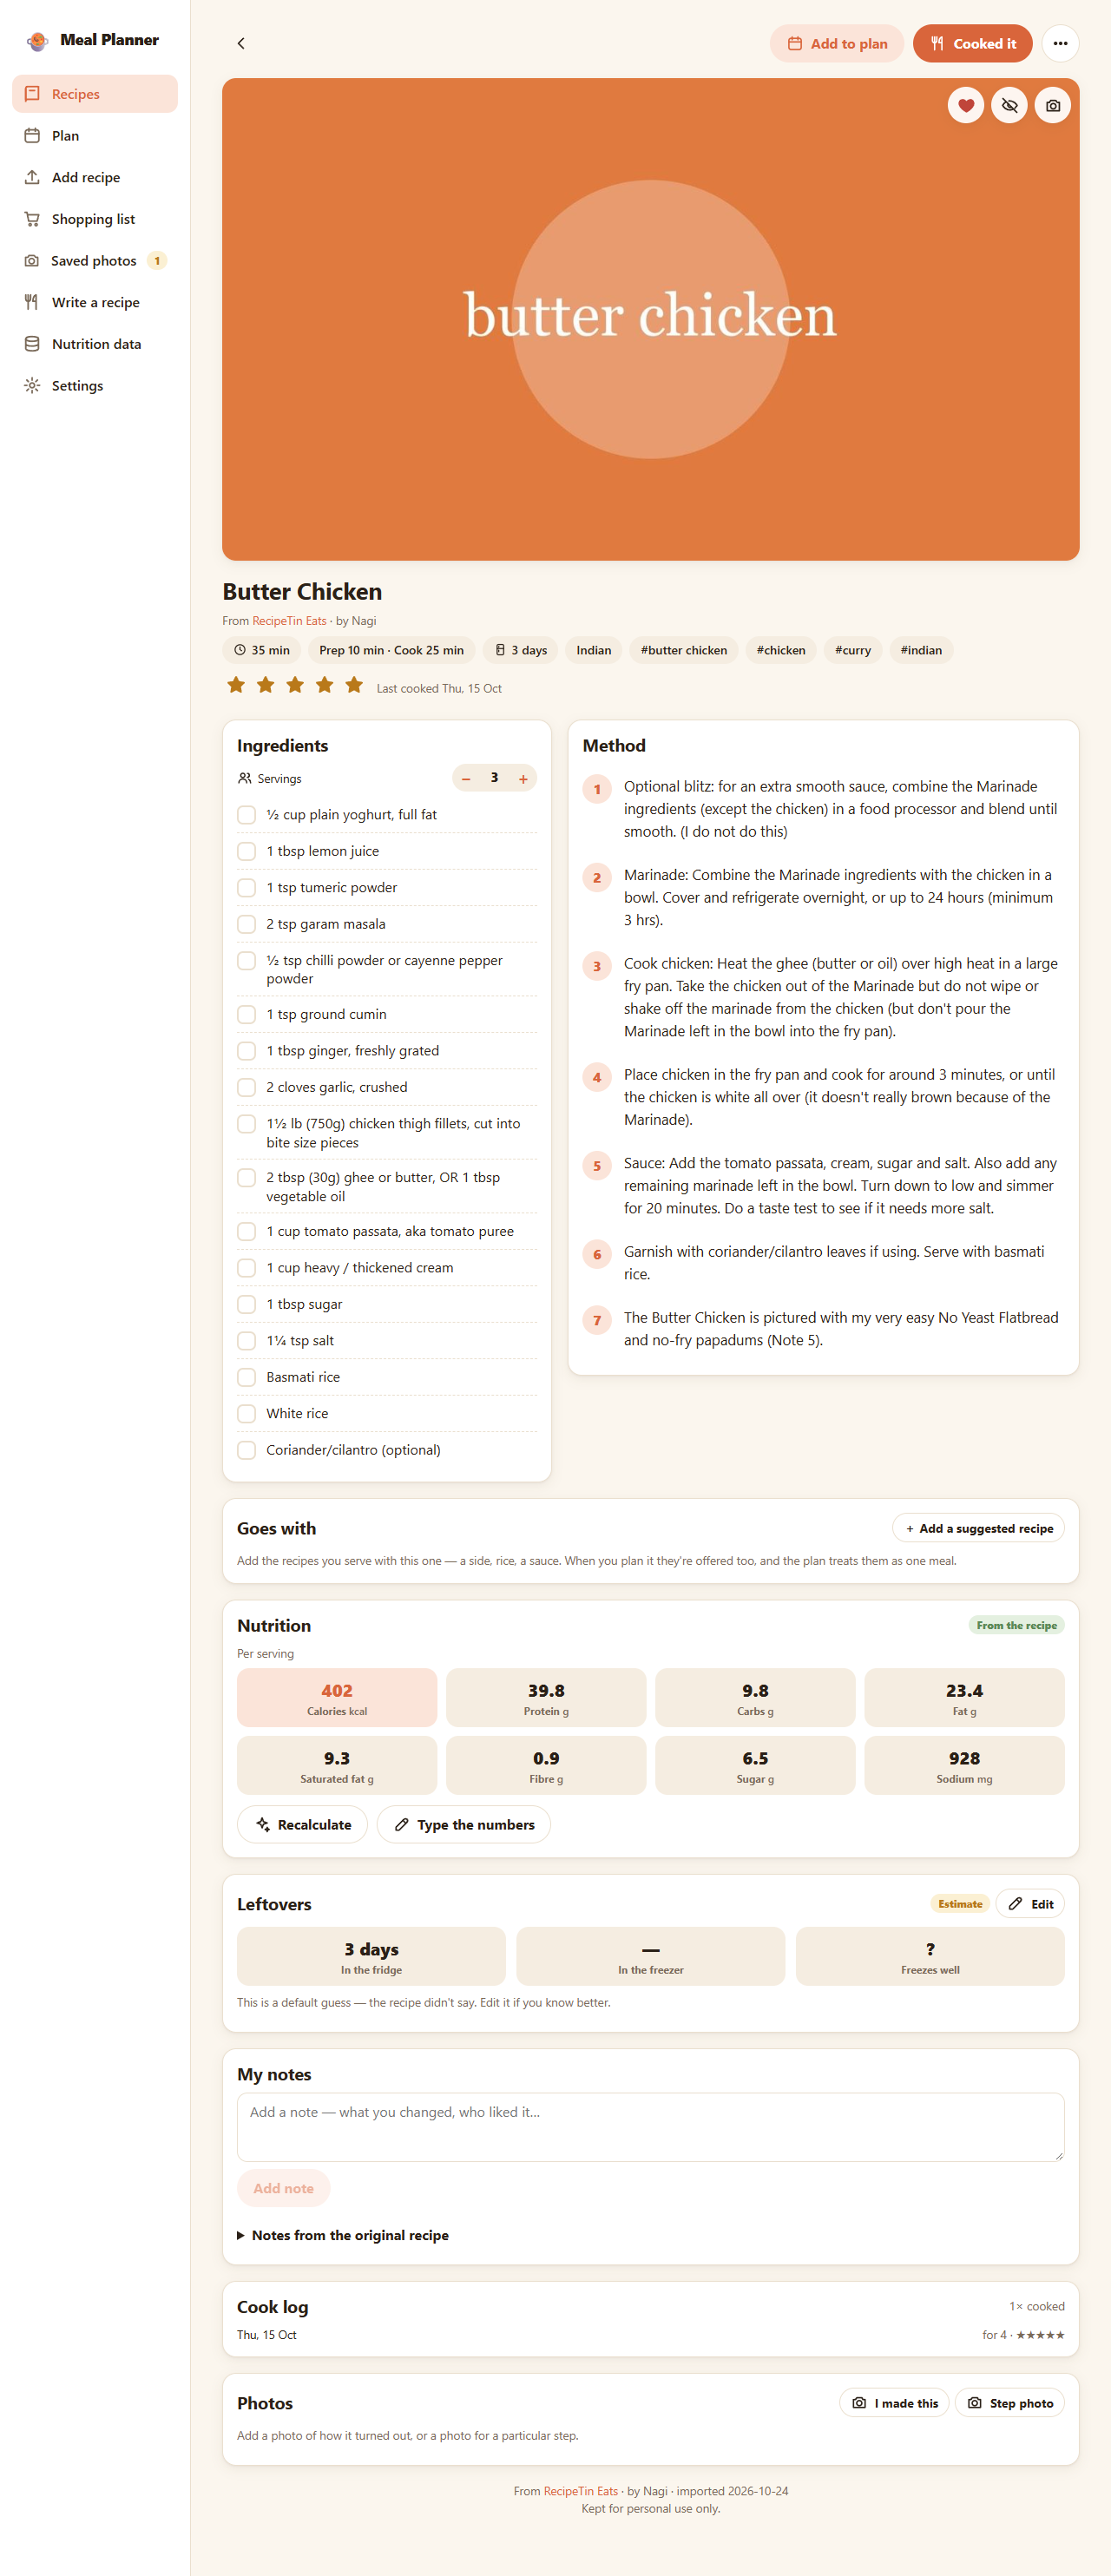 Meal Planner
Recipes
Plan
Add recipe
Shopping list
Saved photos 1
Write a recipe
Nutrition data
Settings
Add to plan
Cooked it
butter chicken
Butter Chicken
From RecipeTin Eats · by Nagi
35 min
Prep 10 min · Cook 25 min
3 days
Indian
#butter chicken
#chicken
#curry
#indian
Last cooked Thu, 15 Oct
Ingredients
Servings
− 3 +
½ cup plain yoghurt, full fat
1 tbsp lemon juice
1 tsp tumeric powder
2 tsp garam masala
½ tsp chilli powder or cayenne pepper
powder
1 tsp ground cumin
1 tbsp ginger, freshly grated
2 cloves garlic, crushed
1½ lb (750g) chicken thigh fillets, cut into
bite size pieces
2 tbsp (30g) ghee or butter, OR 1 tbsp
vegetable oil
1 cup tomato passata, aka tomato puree
1 cup heavy / thickened cream
1 tbsp sugar
1¼ tsp salt
Basmati rice
White rice
Coriander/cilantro (optional)
Method
1 Optional blitz: for an extra smooth sauce, combine the Marinade
ingredients (except the chicken) in a food processor and blend until
smooth. (I do not do this)
2 Marinade: Combine the Marinade ingredients with the chicken in a
bowl. Cover and refrigerate overnight, or up to 24 hours (minimum
3 hrs).
3 Cook chicken: Heat the ghee (butter or oil) over high heat in a large
fry pan. Take the chicken out of the Marinade but do not wipe or
shake off the marinade from the chicken (but don't pour the
Marinade left in the bowl into the fry pan).
4 Place chicken in the fry pan and cook for around 3 minutes, or until
the chicken is white all over (it doesn't really brown because of the
Marinade).
5 Sauce: Add the tomato passata, cream, sugar and salt. Also add any
remaining marinade left in the bowl. Turn down to low and simmer
for 20 minutes. Do a taste test to see if it needs more salt.
6 Garnish with coriander/cilantro leaves if using. Serve with basmati
rice.
7 The Butter Chicken is pictured with my very easy No Yeast Flatbread
and no-fry papadums (Note 5).
Goes with
+ Add a suggested recipe
Add the recipes you serve with this one — a side, rice, a sauce. When you plan it they're offered too, and the plan treats them as one meal.
Nutrition
From the recipe
Per serving
402
Calories kcal
39.8
Protein g
9.8
Carbs g
23.4
Fat g
9.3
Saturated fat g
0.9
Fibre g
6.5
Sugar g
928
Sodium mg
Recalculate
Type the numbers
Leftovers
Estimate
Edit
3 days
In the fridge
—
In the freezer
?
Freezes well
This is a default guess — the recipe didn't say. Edit it if you know better.
My notes
Add a note — what you changed, who liked it…
Add note
Notes from the original recipe
Cook log
1× cooked
Thu, 15 Oct
for 4 · ★★★★★
Photos
I made this
Step photo
Add a photo of how it turned out, or a photo for a particular step.
From RecipeTin Eats · by Nagi · imported 2026-10-24
Kept for personal use only.